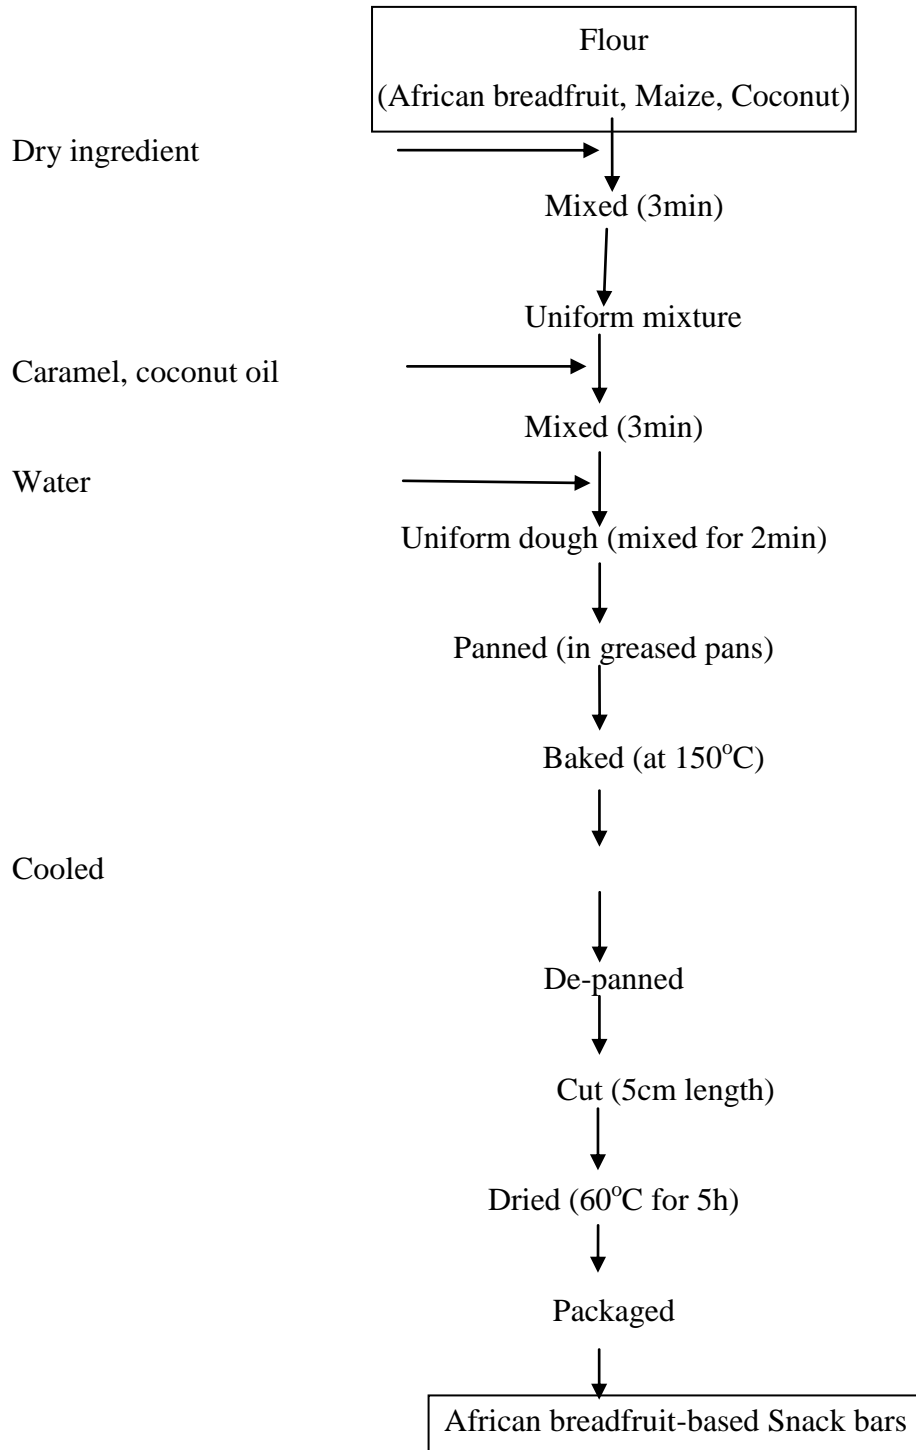 Flour
(African breadfruit, Maize, Coconut)
Dry ingredient
Mixed (3min)
Uniform mixture
Caramel, coconut oil
Mixed (3min)
Water
Uniform dough (mixed for 2min)
Panned (in greased pans)
Baked (at 150°C)
Cooled
De-panned
Cut (5cm length)
Dried (60°C for 5h)
Packaged
African breadfruit-based Snack bars